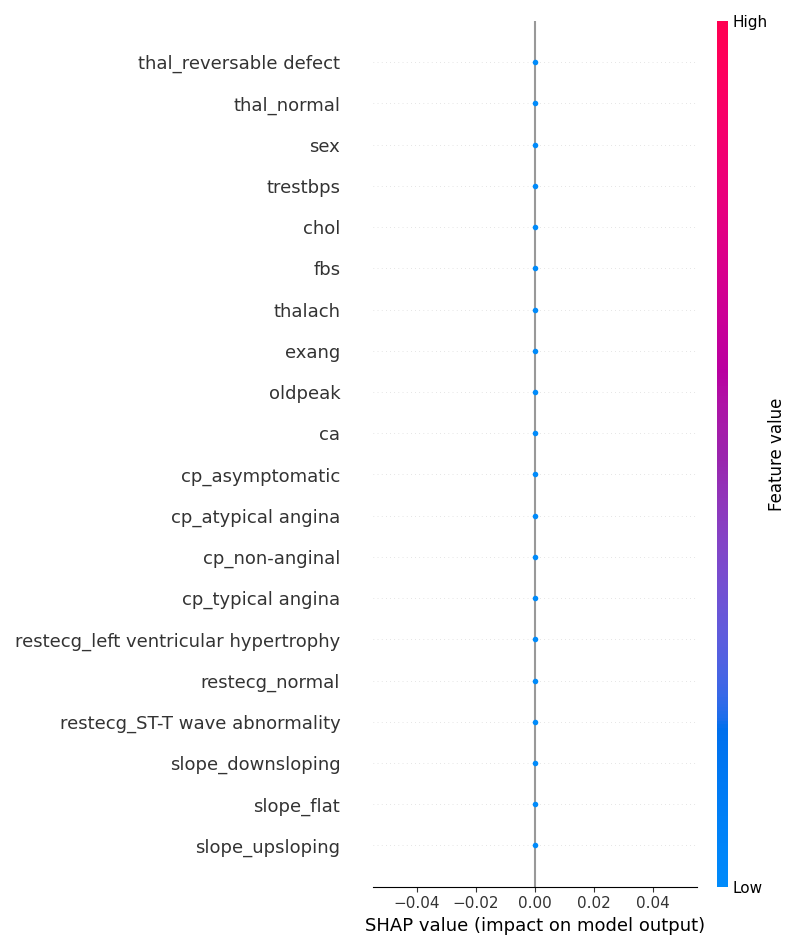 High
thal_reversable defect
thal_normal
sex
trestbps
chol
fbs
thalach
exang
oldpeak
ca
cp_asymptomatic
cp_atypical angina
cp_non-anginal
cp_typical angina
restecg_left ventricular hypertrophy
restecg_normal
restecg_ST-T wave abnormality
slope_downsloping
slope_flat
slope_upsloping
Feature value
Low
−0.04 −0.02 0.00 0.02 0.04
SHAP value (impact on model output)